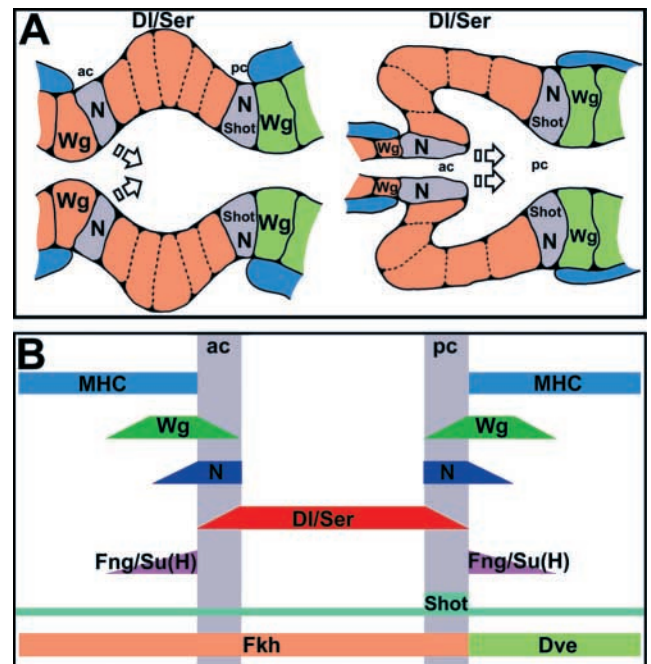 A
Dl/Ser
Dl/Ser
ac
pc
N
N
Shot
Wg
Wg
Wg
Shot
N
N
Wg
N
Shot
Wg
Wg
N
ac
pc
Wg
N
Shot
N
Wg
B
ac
pc
MHC
MHC
Wg
Wg
N
N
Dl/Ser
Fng/Su(H)
Fng/Su(H)
Shot
Fkh
Dve